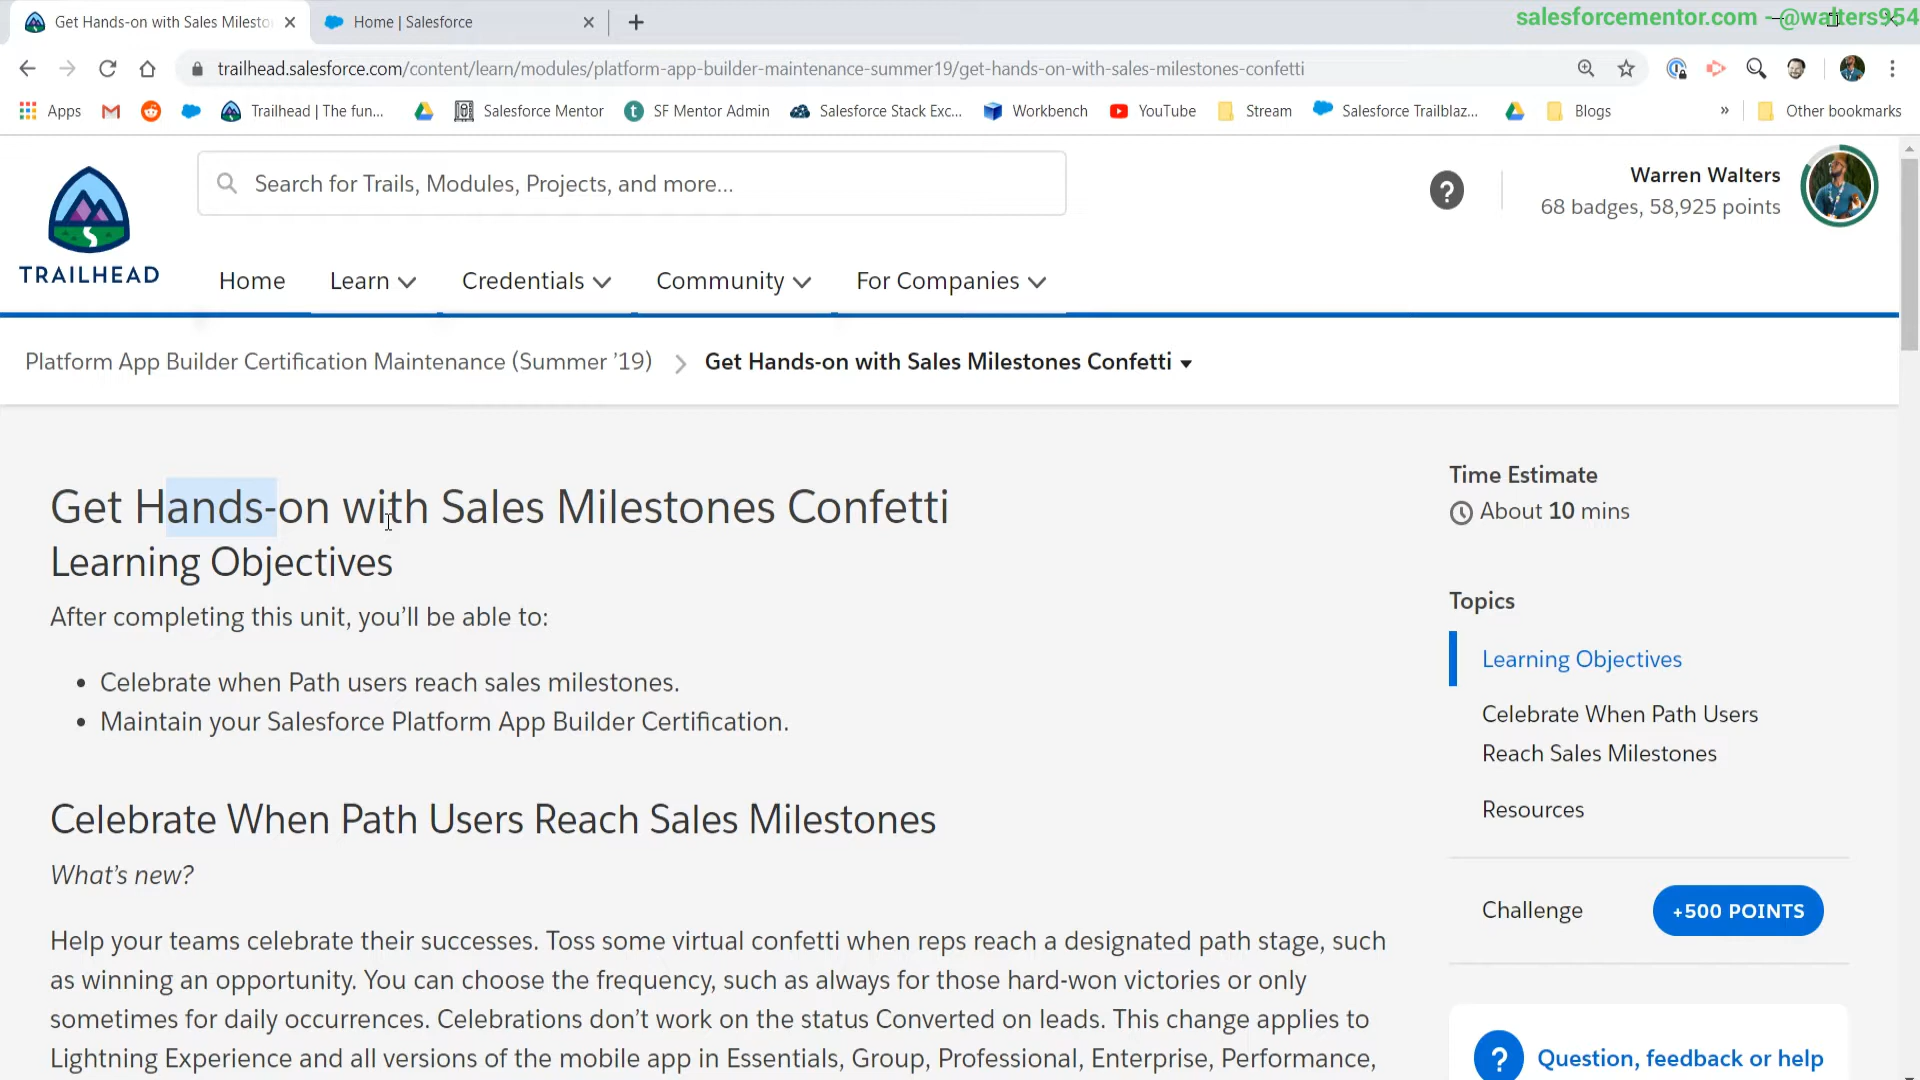 Get Hands-on with Sales Milesto
Home | Salesforce
salesforcementor.com - @walters954
trailhead.salesforce.com/content/learn/modules/platform-app-builder-maintenance-summer19/get-hands-on-with-sales-milestones-confetti
Apps
Trailhead | The fun...
Salesforce Mentor
SF Mentor Admin
Salesforce Stack Exc...
Workbench
YouTube
Stream
Salesforce Trailblaz...
Blogs
»
Other bookmarks
TRAILHEAD
Search for Trails, Modules, Projects, and more...
?
Warren Walters
68 badges, 58,925 points
Home
Learn
Credentials
Community
For Companies
Platform App Builder Certification Maintenance (Summer ’19)
Get Hands-on with Sales Milestones Confetti
Get Hands-on with Sales Milestones Confetti
Learning Objectives
After completing this unit, you’ll be able to:
• Celebrate when Path users reach sales milestones.
• Maintain your Salesforce Platform App Builder Certification.
Celebrate When Path Users Reach Sales Milestones
What’s new?
Help your teams celebrate their successes. Toss some virtual confetti when reps reach a designated path stage, such
as winning an opportunity. You can choose the frequency, such as always for those hard-won victories or only
sometimes for daily occurrences. Celebrations don’t work on the status Converted on leads. This change applies to
Lightning Experience and all versions of the mobile app in Essentials, Group, Professional, Enterprise, Performance,
Time Estimate
About 10 mins
Topics
Learning Objectives
Celebrate When Path Users
Reach Sales Milestones
Resources
Challenge
+500 POINTS
?
Question, feedback or help